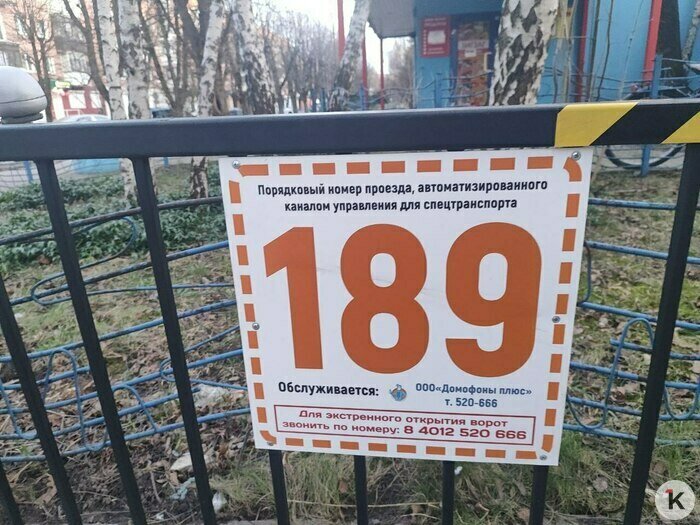 Порядковый номер проезда, автоматизированного
каналом управления для спецтранспорта
189
Обслуживается:
ООО«Домофоны плюс»
т. 520-666
Для экстренного открытия ворот
звонить по номеру: 8 4012 520 666
K